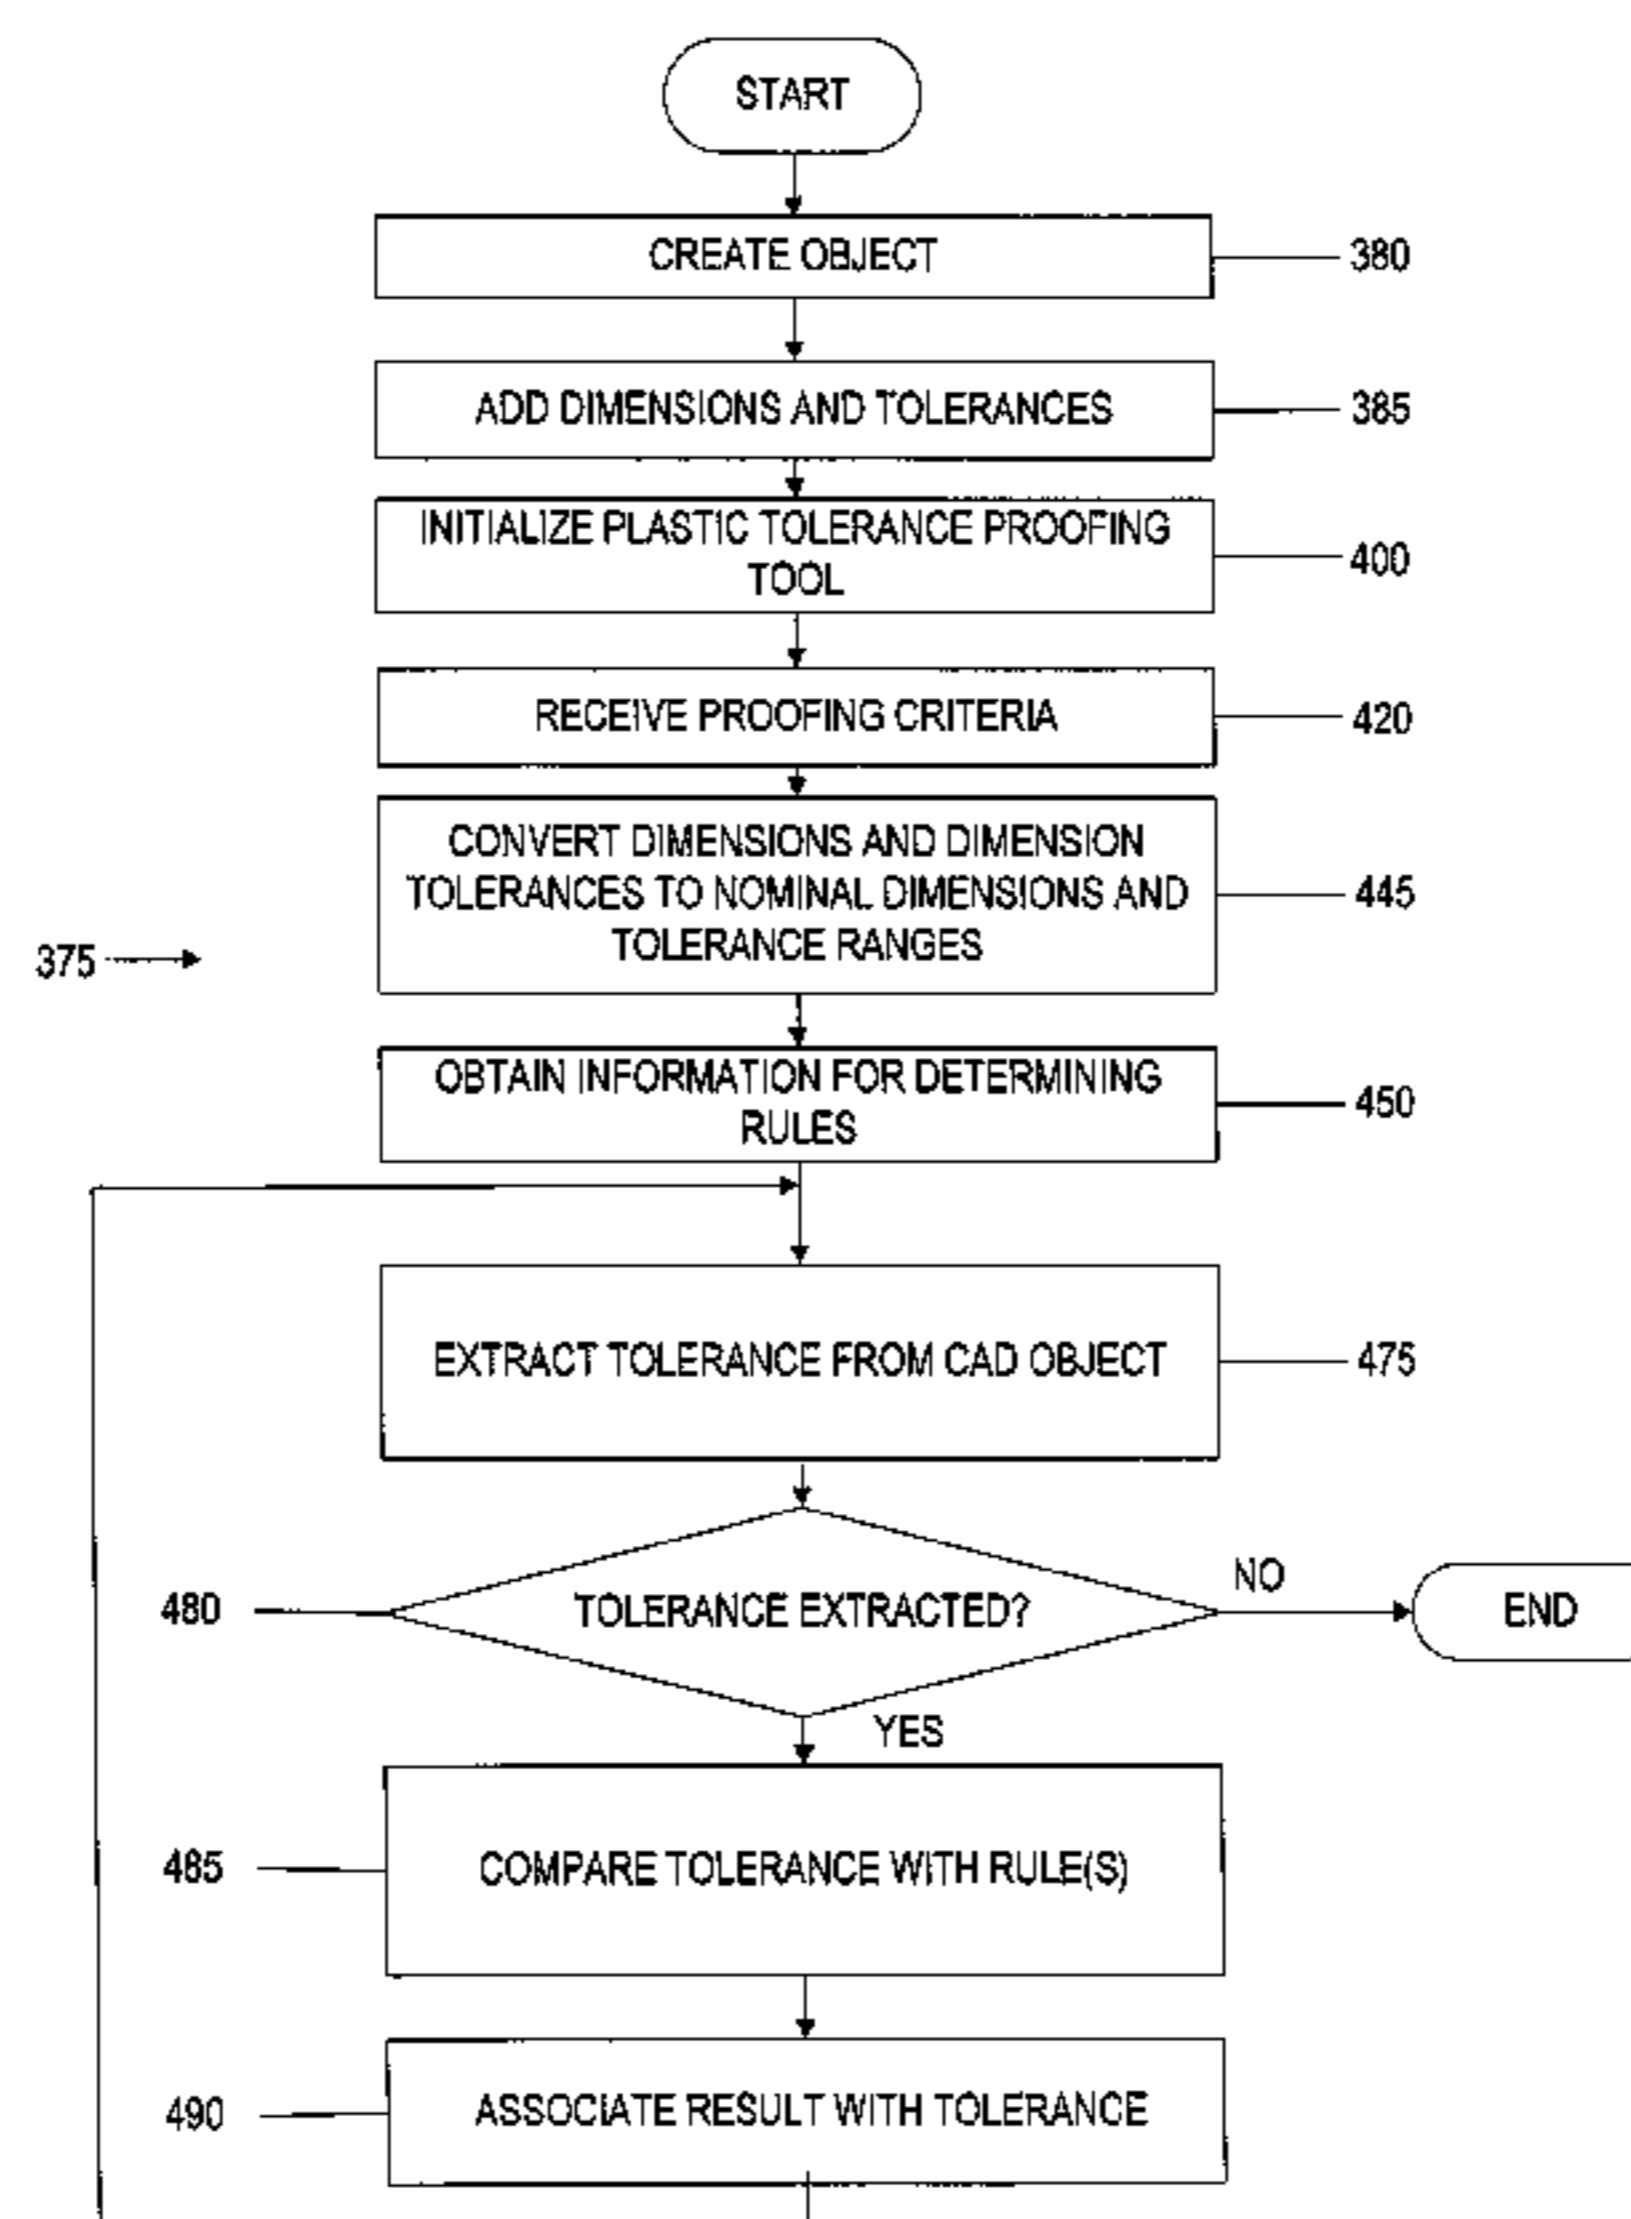 START
CREATE OBJECT
380
ADD DIMENSIONS AND TOLERANCES
385
INITIALIZE PLASTIC TOLERANCE PROOFING
TOOL
400
RECEIVE PROOFING CRITERIA
420
CONVERT DIMENSIONS AND DIMENSION
TOLERANCES TO NOMINAL DIMENSIONS AND
TOLERANCE RANGES
445
375
OBTAIN INFORMATION FOR DETERMINING
RULES
450
EXTRACT TOLERANCE FROM CAD OBJECT
475
480
TOLERANCE EXTRACTED?
NO
END
YES
485
COMPARE TOLERANCE WITH RULE(S)
490
ASSOCIATE RESULT WITH TOLERANCE